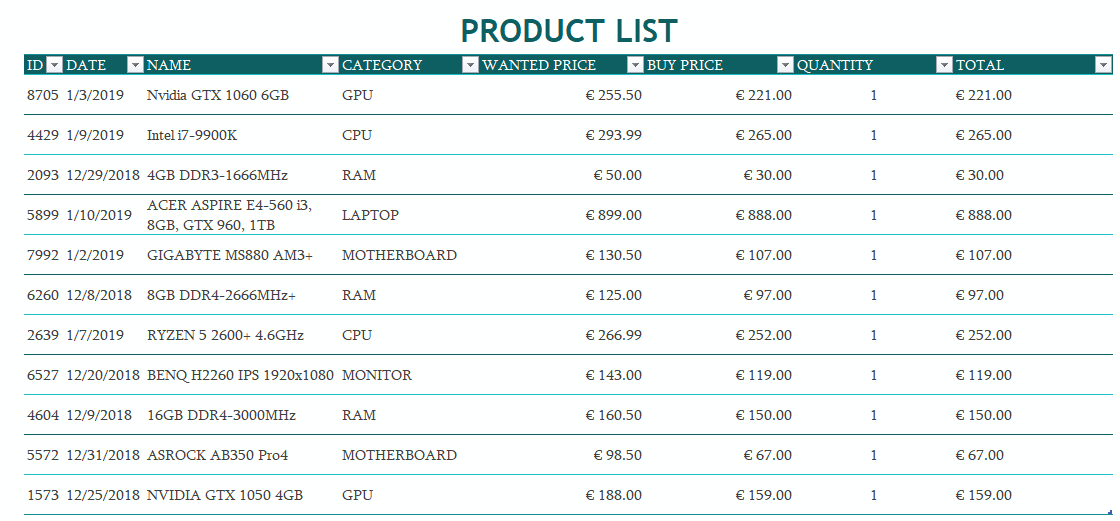 PRODUCT LIST
ID DATE NAME CATEGORY WANTED PRICE BUY PRICE QUANTITY TOTAL
8705 1/3/2019 Nvidia GTX 1060 6GB GPU € 255.50 € 221.00 1 € 221.00
4429 1/9/2019 Intel i7-9900K CPU € 293.99 € 265.00 1 € 265.00
2093 12/29/2018 4GB DDR3-1666MHz RAM € 50.00 € 30.00 1 € 30.00
5899 1/10/2019 ACER ASPIRE E4-560 i3, LAPTOP € 899.00 € 888.00 1 € 888.00
8GB, GTX 960, 1TB
7992 1/2/2019 GIGABYTE MS880 AM3+ MOTHERBOARD € 130.50 € 107.00 1 € 107.00
6260 12/8/2018 8GB DDR4-2666MHz+ RAM € 125.00 € 97.00 1 € 97.00
2639 1/7/2019 RYZEN 5 2600+ 4.6GHz CPU € 266.99 € 252.00 1 € 252.00
6527 12/20/2018 BENQ H2260 IPS 1920x1080 MONITOR € 143.00 € 119.00 1 € 119.00
4604 12/9/2018 16GB DDR4-3000MHz RAM € 160.50 € 150.00 1 € 150.00
5572 12/31/2018 ASROCK AB350 Pro4 MOTHERBOARD € 98.50 € 67.00 1 € 67.00
1573 12/25/2018 NVIDIA GTX 1050 4GB GPU € 188.00 € 159.00 1 € 159.00